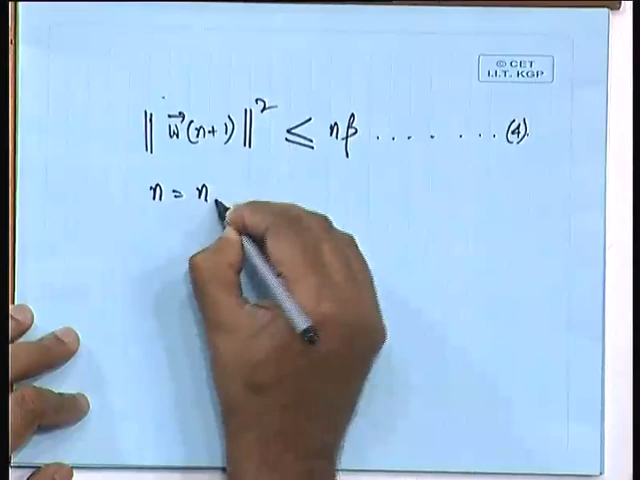 © CET
I.I.T. KGP
‖ w⃗(n+1) ‖² ≤ nβ ... ... (4).
n = n